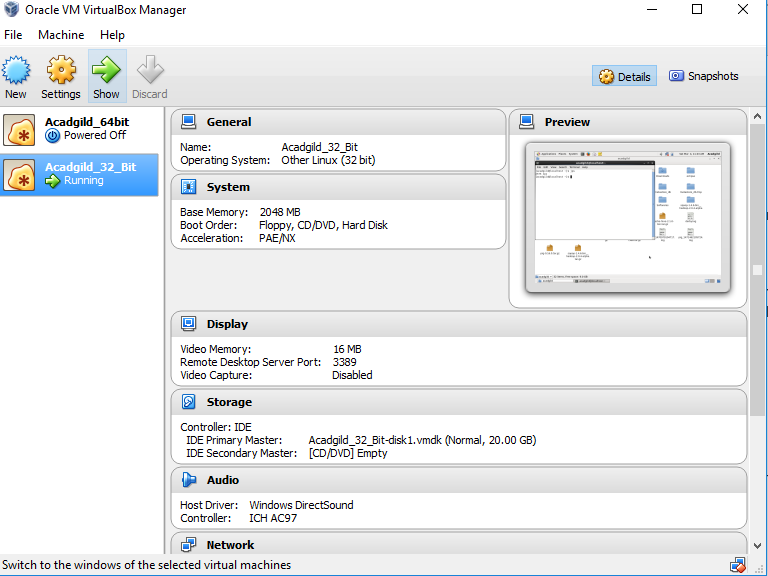 Oracle VM VirtualBox Manager
File Machine Help
New Settings Show Discard
Details Snapshots
Acadgild_64bit
Powered Off
Acadgild_32_Bit
Running
General
Name: Acadgild_32_Bit
Operating System: Other Linux (32 bit)
System
Base Memory: 2048 MB
Boot Order: Floppy, CD/DVD, Hard Disk
Acceleration: PAE/NX
Preview
Display
Video Memory: 16 MB
Remote Desktop Server Port: 3389
Video Capture: Disabled
Storage
Controller: IDE
IDE Primary Master: Acadgild_32_Bit-disk1.vmdk (Normal, 20.00 GB)
IDE Secondary Master: [CD/DVD] Empty
Audio
Host Driver: Windows DirectSound
Controller: ICH AC97
Network
Switch to the windows of the selected virtual machines